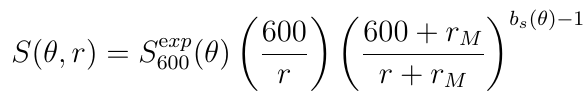 S(θ, r) = S_{600}^{exp}(θ) (600/r) ((600 + r_M)/(r + r_M))^{b_s(θ)−1}